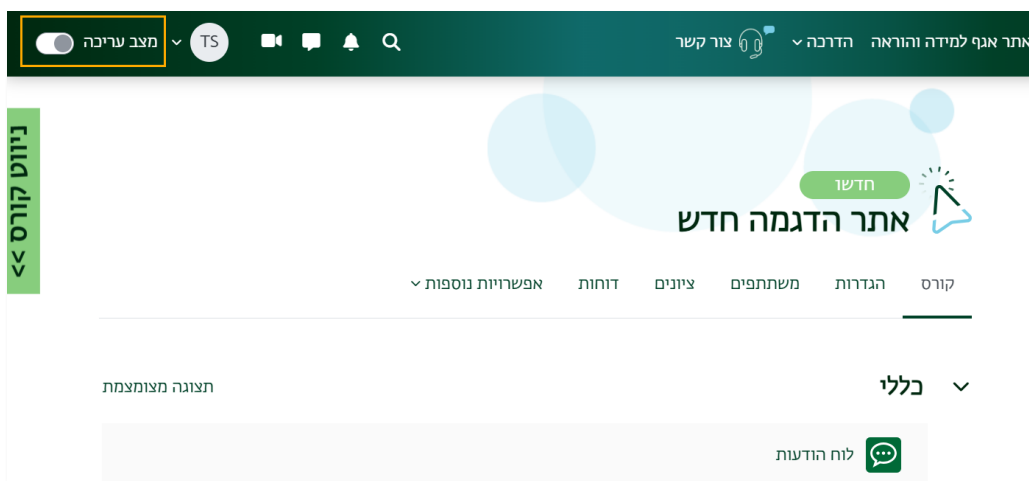 אתר אגף למידה והוראה הדרכה צור קשר TS מצב עריכה
ניווט קורס >>
חדשו
אתר הדגמה חדש
קורס הגדרות משתתפים ציונים דוחות אפשרויות נוספות
כללי תצוגה מצומצמת
לוח הודעות